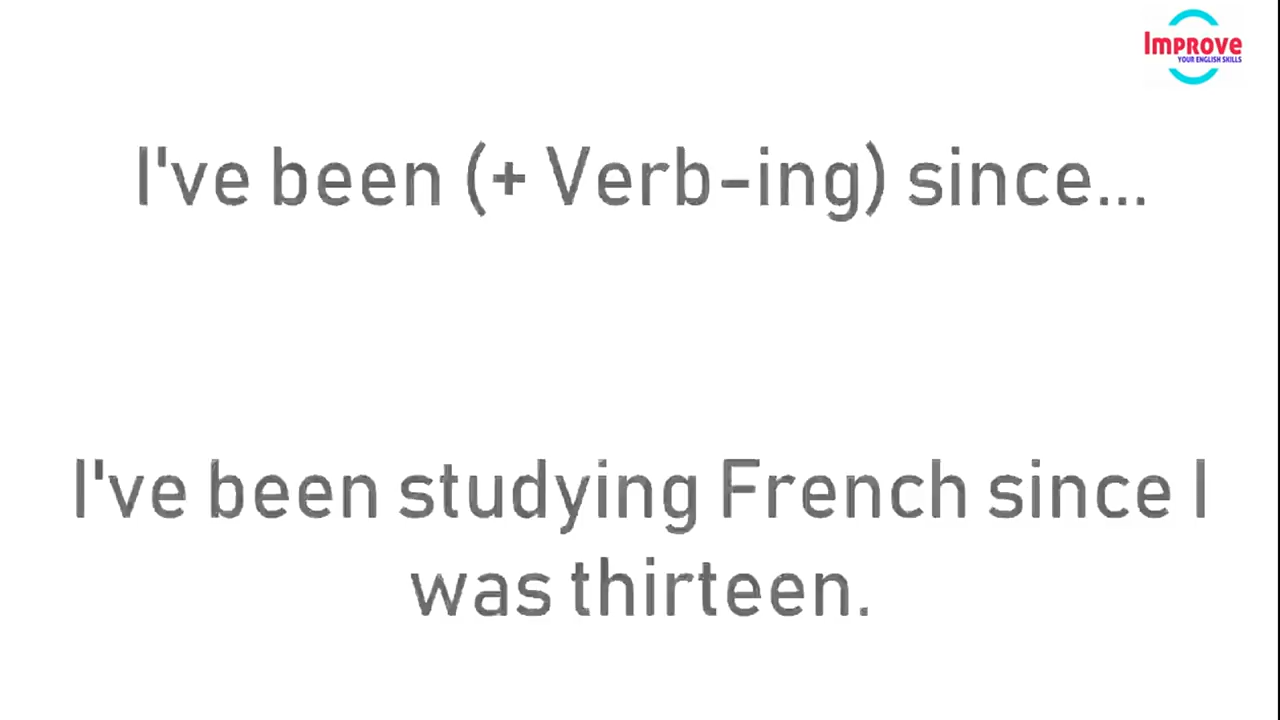 Improve
YOUR ENGLISH SKILLS
I've been (+ Verb-ing) since...
I've been studying French since I
was thirteen.